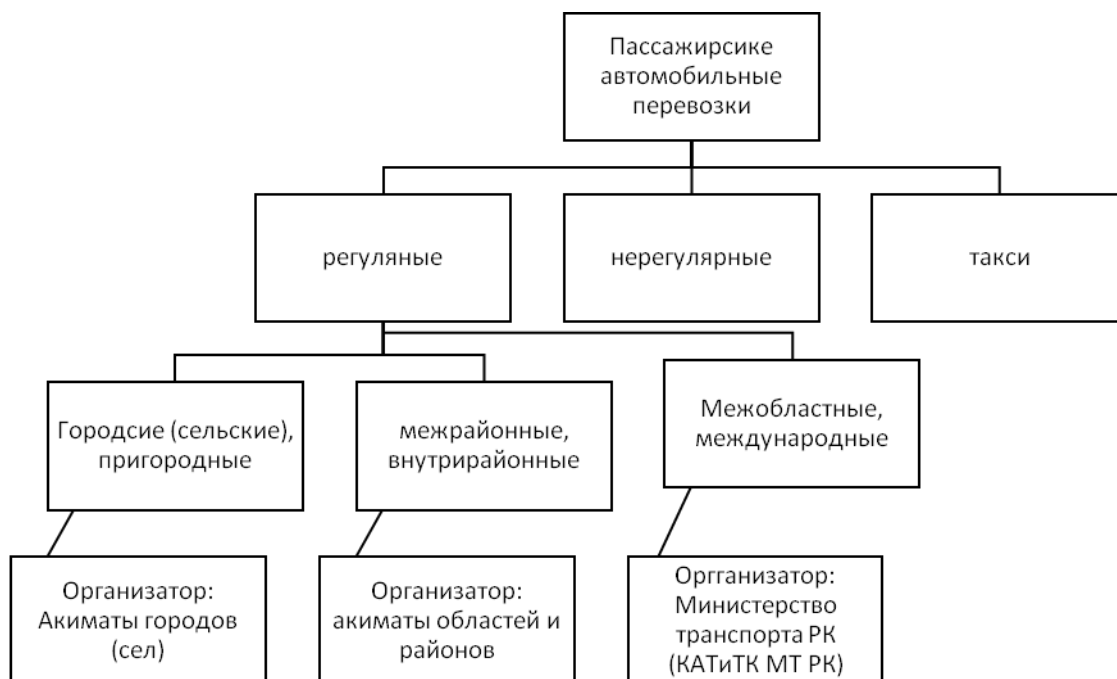 Пассажирсике
автомобильные
перевозки
регуляные
нерегулярные
такси
Городсие (сельские),
пригородные
межрайонные,
внутрирайонные
Межобластные,
международные
Организатор:
Акиматы городов
(сел)
Организатор:
акиматы областей и
районов
Оргганизатор:
Министерство
транспорта РК
(КАТиТК МТ РК)